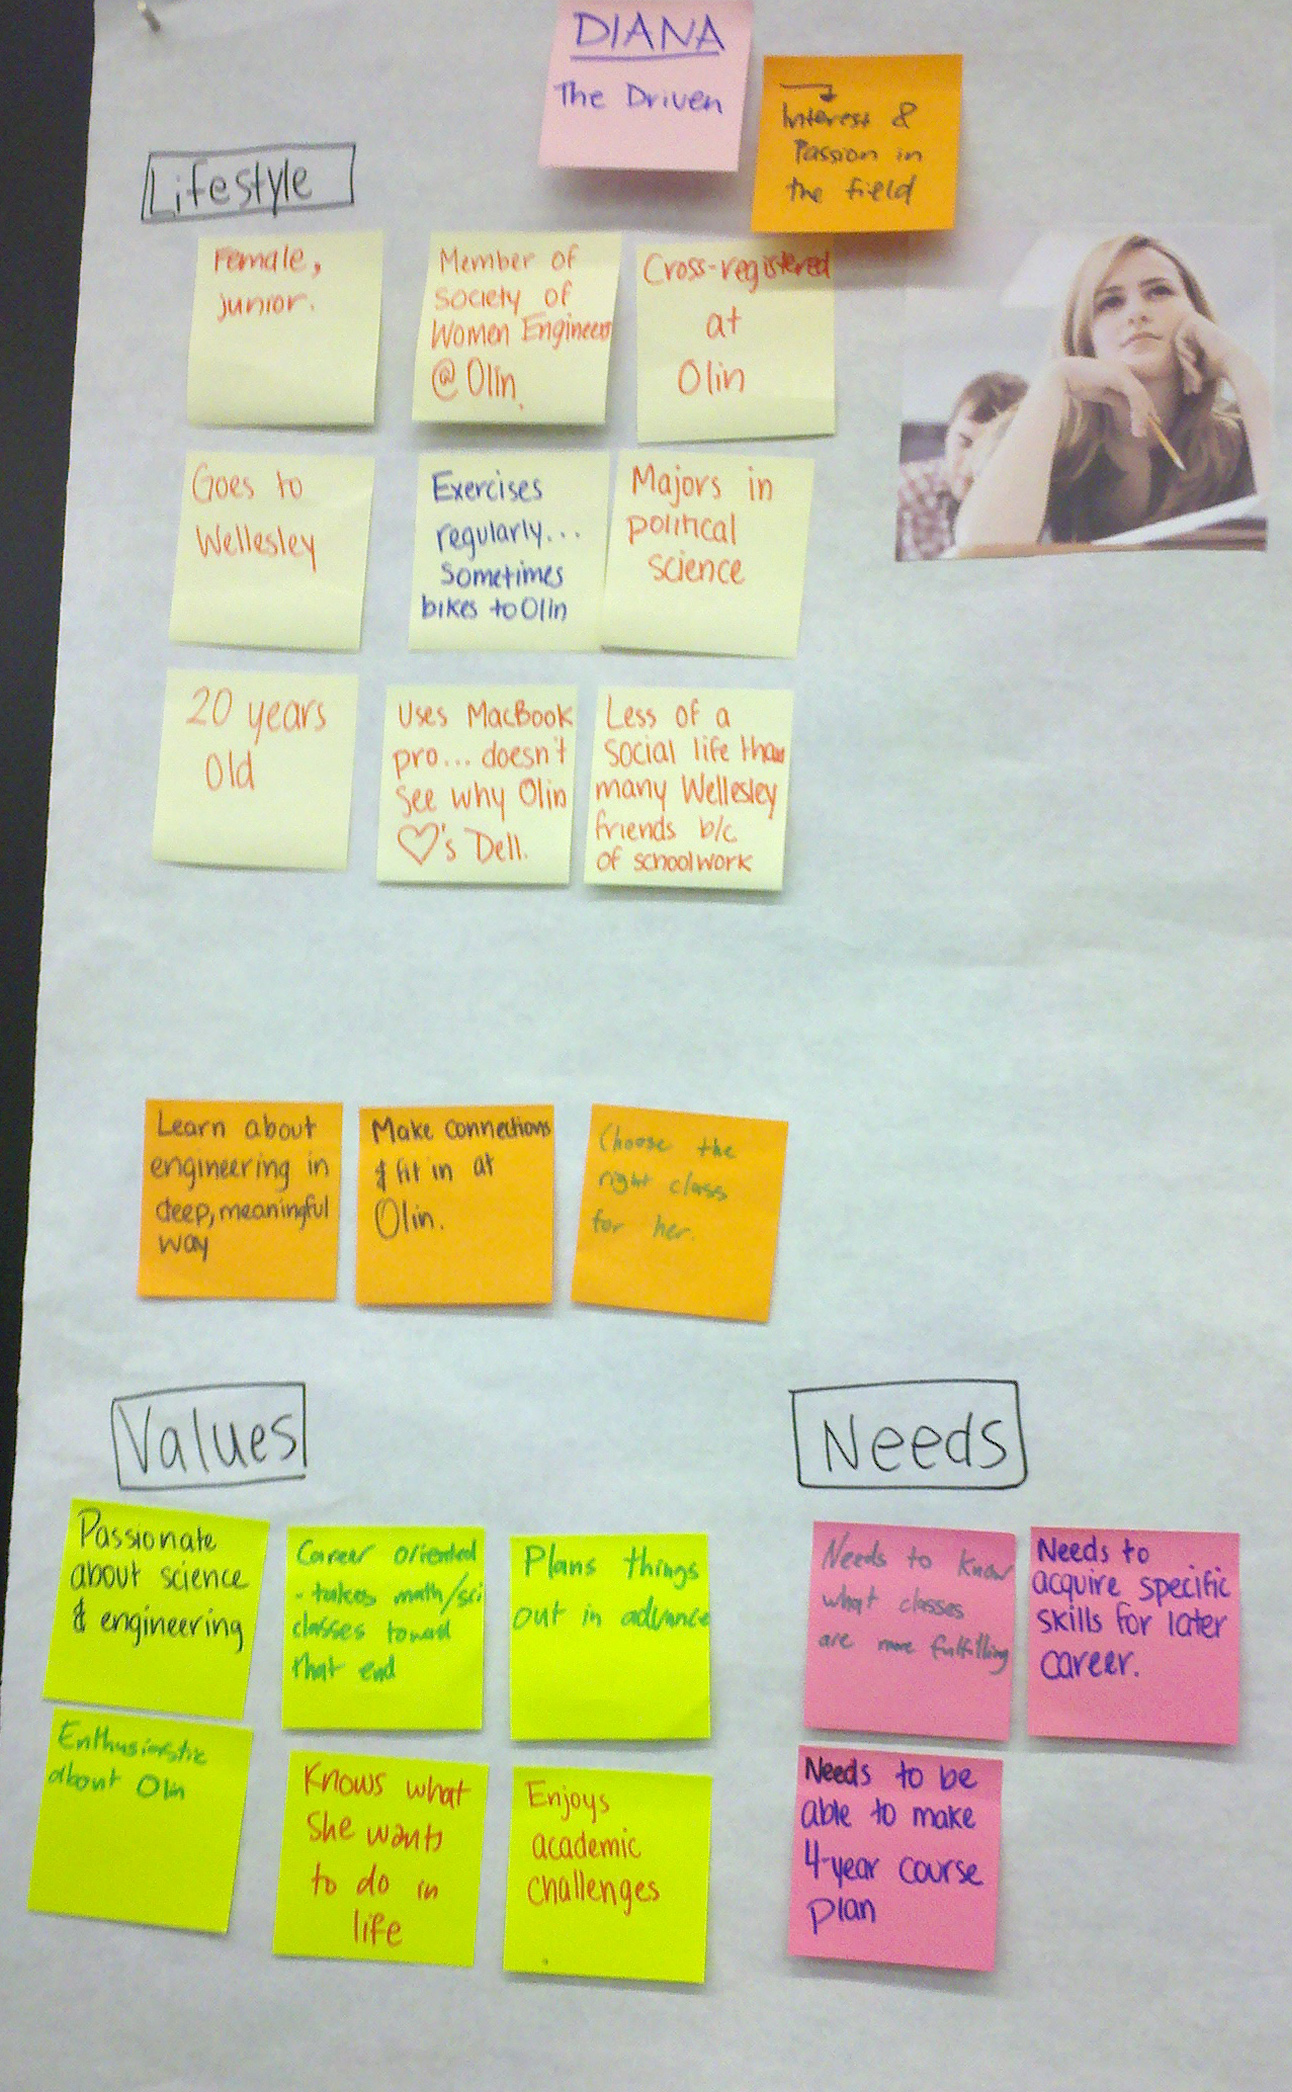 DIANA
The Driven
Interest &
Passion in
the field
Lifestyle
Female,
junior.
Member of
Society of
Women Engineers
@ Olin.
Cross-registered
at
Olin
Goes to
Wellesley
Exercises
regularly...
Sometimes
bikes to Olin
Majors in
political
science
20 years
Old
Uses MacBook
pro... doesn't
see why Olin
♡'s Dell.
Less of a
social life than
many Wellesley
friends b/c
of schoolwork
Learn about
engineering in
deep, meaningful
way
Make connections
& fit in at
Olin.
Choose the
right class
for her.
Values
Needs
Passionate
about science
& engineering
Career oriented
- takes math/sci
classes toward
that end
Plans things
out in advance
Needs to know
what classes
are more fulfilling
Needs to
acquire specific
skills for later
career.
Enthusiastic
about Olin
Knows what
she wants
to do in
life
Enjoys
academic
challenges
Needs to be
able to make
4-year course
plan